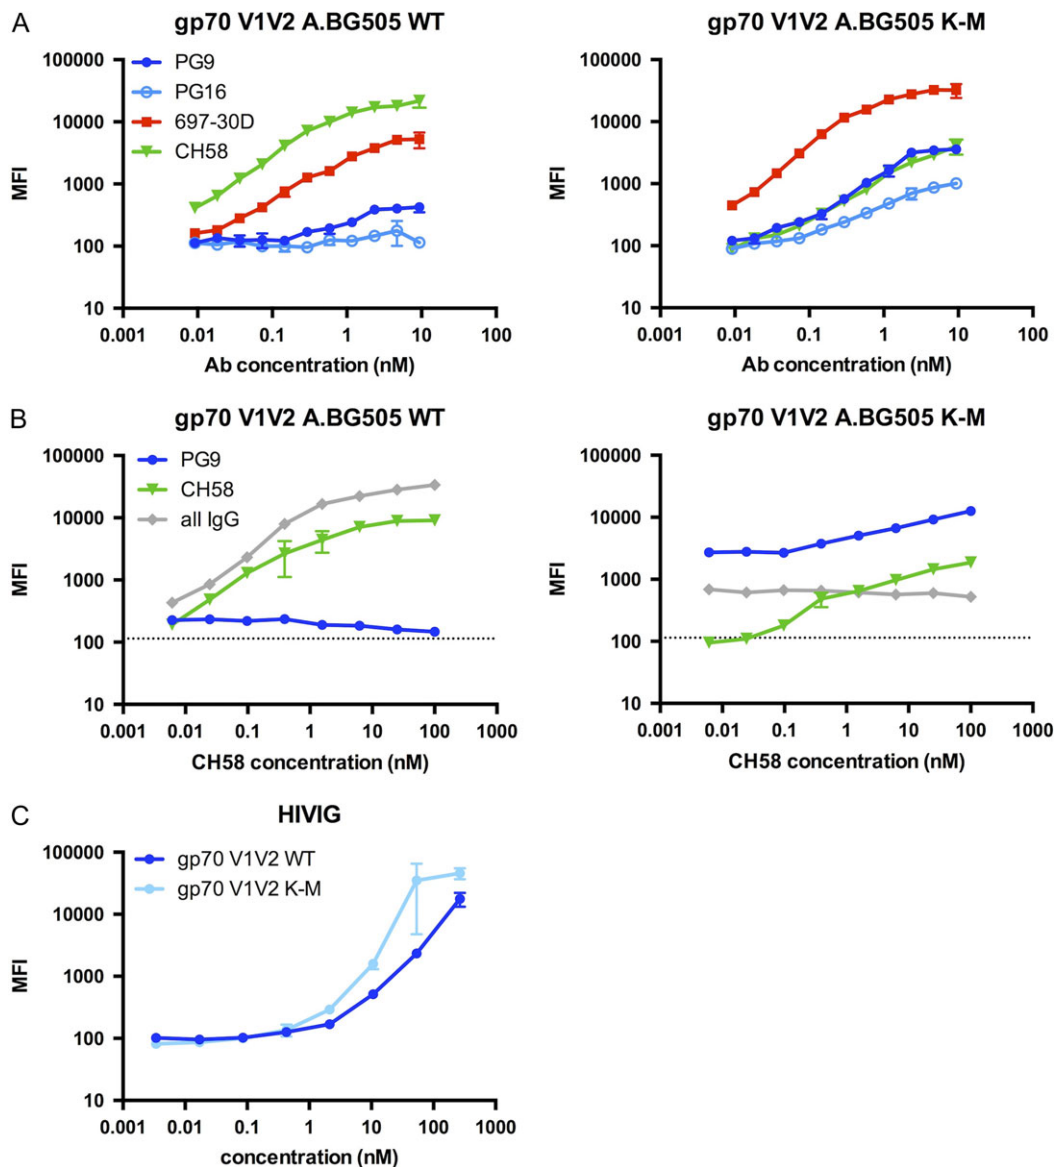 A
gp70 V1V2 A.BG505 WT
100000
10000
1000
100
10
MFI
PG9
PG16
697-30D
CH58
0.001
0.01
0.1
1
10
100
Ab concentration (nM)
gp70 V1V2 A.BG505 K-M
100000
10000
1000
100
10
MFI
0.001
0.01
0.1
1
10
100
Ab concentration (nM)
B
gp70 V1V2 A.BG505 WT
100000
10000
1000
100
10
MFI
PG9
CH58
all IgG
0.001
0.01
0.1
1
10
100
1000
CH58 concentration (nM)
gp70 V1V2 A.BG505 K-M
100000
10000
1000
100
10
MFI
0.001
0.01
0.1
1
10
100
1000
CH58 concentration (nM)
C
HIVIG
100000
10000
1000
100
10
MFI
gp70 V1V2 WT
gp70 V1V2 K-M
0.001
0.01
0.1
1
10
100
1000
concentration (nM)